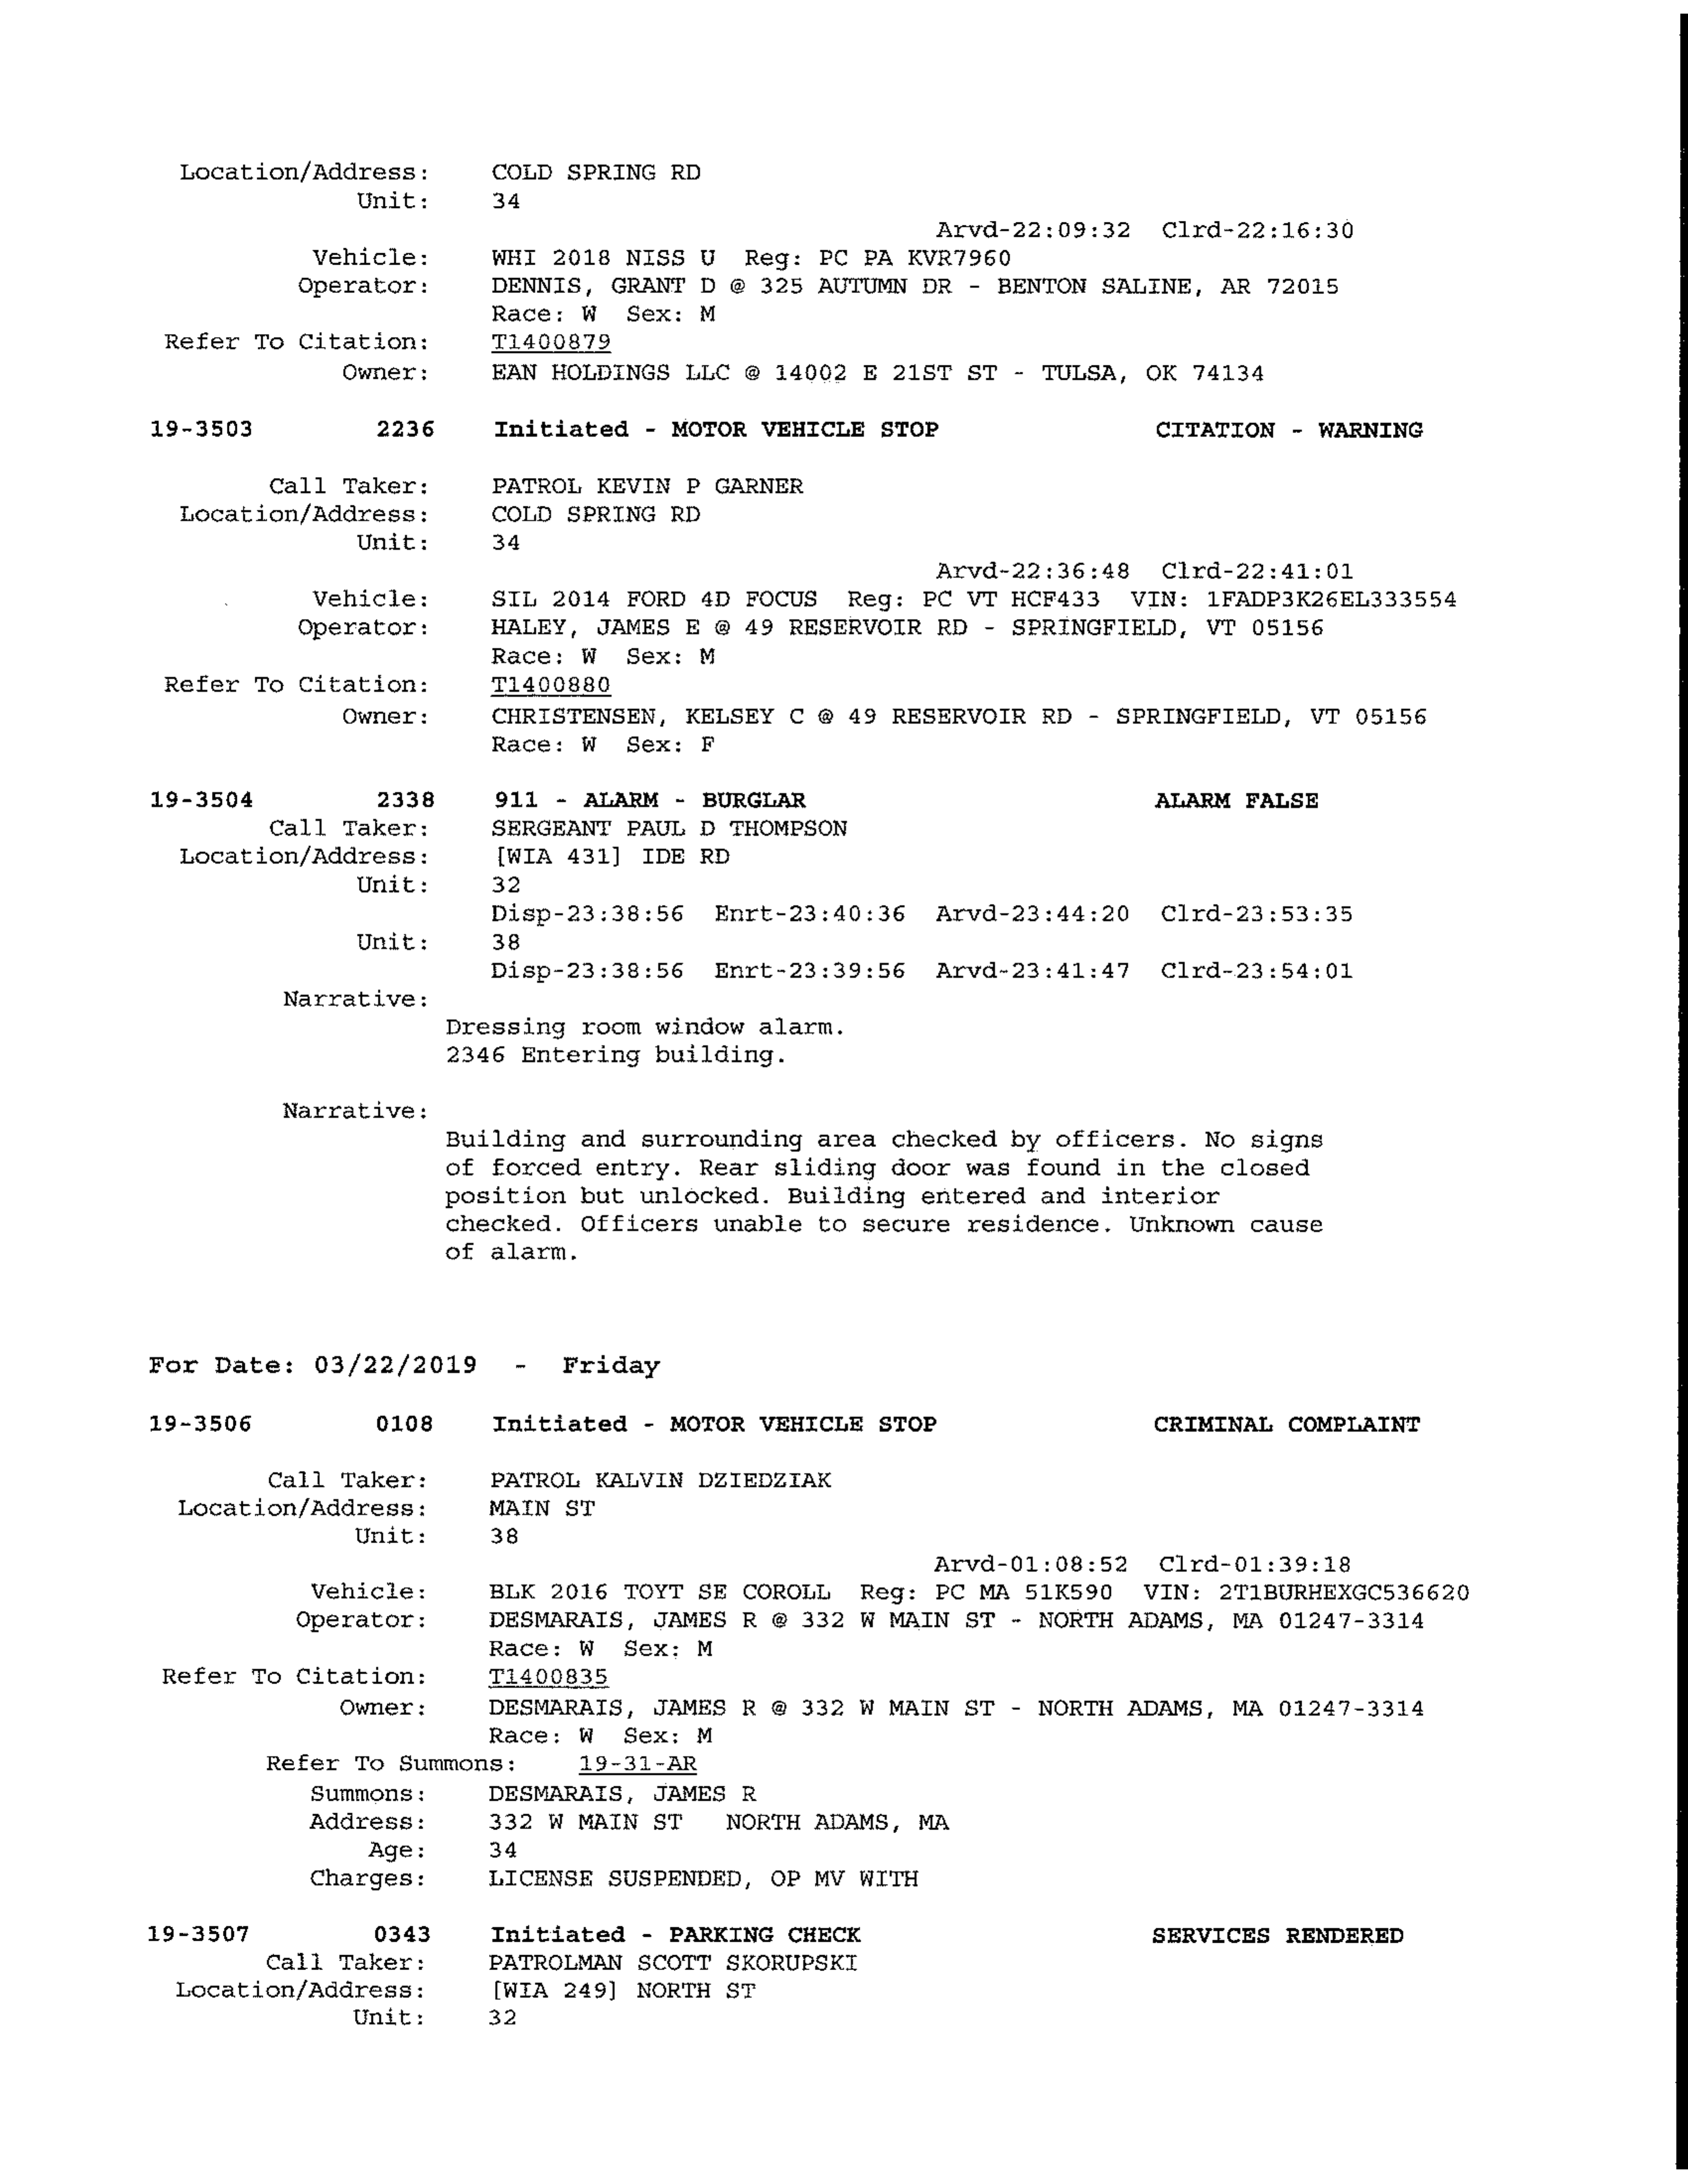 Location/Address: COLD SPRING RD
Unit: 34
Arvd-22:09:32 Clrd-22:16:30
Vehicle: WHI 2018 NISS U Reg: PC PA KVR7960
Operator: DENNIS, GRANT D @ 325 AUTUMN DR - BENTON SALINE, AR 72015
Race: W Sex: M
Refer To Citation: T1400879
Owner: EAN HOLDINGS LLC @ 14002 E 21ST ST - TULSA, OK 74134
19-3503 2236 Initiated - MOTOR VEHICLE STOP CITATION - WARNING
Call Taker: PATROL KEVIN P GARNER
Location/Address: COLD SPRING RD
Unit: 34
Arvd-22:36:48 Clrd-22:41:01
Vehicle: SIL 2014 FORD 4D FOCUS Reg: PC VT HCF433 VIN: 1FADP3K26EL333554
Operator: HALEY, JAMES E @ 49 RESERVOIR RD - SPRINGFIELD, VT 05156
Race: W Sex: M
Refer To Citation: T1400880
Owner: CHRISTENSEN, KELSEY C @ 49 RESERVOIR RD - SPRINGFIELD, VT 05156
Race: W Sex: F
19-3504 2338 911 - ALARM - BURGLAR ALARM FALSE
Call Taker: SERGEANT PAUL D THOMPSON
Location/Address: [WIA 431] IDE RD
Unit: 32
Disp-23:38:56 Enrt-23:40:36 Arvd-23:44:20 Clrd-23:53:35
Unit: 38
Disp-23:38:56 Enrt-23:39:56 Arvd-23:41:47 Clrd-23:54:01
Narrative:
Dressing room window alarm.
2346 Entering building.
Narrative:
Building and surrounding area checked by officers. No signs
of forced entry. Rear sliding door was found in the closed
position but unlocked. Building entered and interior
checked. Officers unable to secure residence. Unknown cause
of alarm.
For Date: 03/22/2019 - Friday
19-3506 0108 Initiated - MOTOR VEHICLE STOP CRIMINAL COMPLAINT
Call Taker: PATROL KALVIN DZIEDZIAK
Location/Address: MAIN ST
Unit: 38
Arvd-01:08:52 Clrd-01:39:18
Vehicle: BLK 2016 TOYT SE COROLL Reg: PC MA 51K590 VIN: 2T1BURHEXGC536620
Operator: DESMARAIS, JAMES R @ 332 W MAIN ST - NORTH ADAMS, MA 01247-3314
Race: W Sex: M
Refer To Citation: T1400835
Owner: DESMARAIS, JAMES R @ 332 W MAIN ST - NORTH ADAMS, MA 01247-3314
Race: W Sex: M
Refer To Summons: 19-31-AR
Summons: DESMARAIS, JAMES R
Address: 332 W MAIN ST NORTH ADAMS, MA
Age: 34
Charges: LICENSE SUSPENDED, OP MV WITH
19-3507 0343 Initiated - PARKING CHECK SERVICES RENDERED
Call Taker: PATROLMAN SCOTT SKORUPSKI
Location/Address: [WIA 249] NORTH ST
Unit: 32